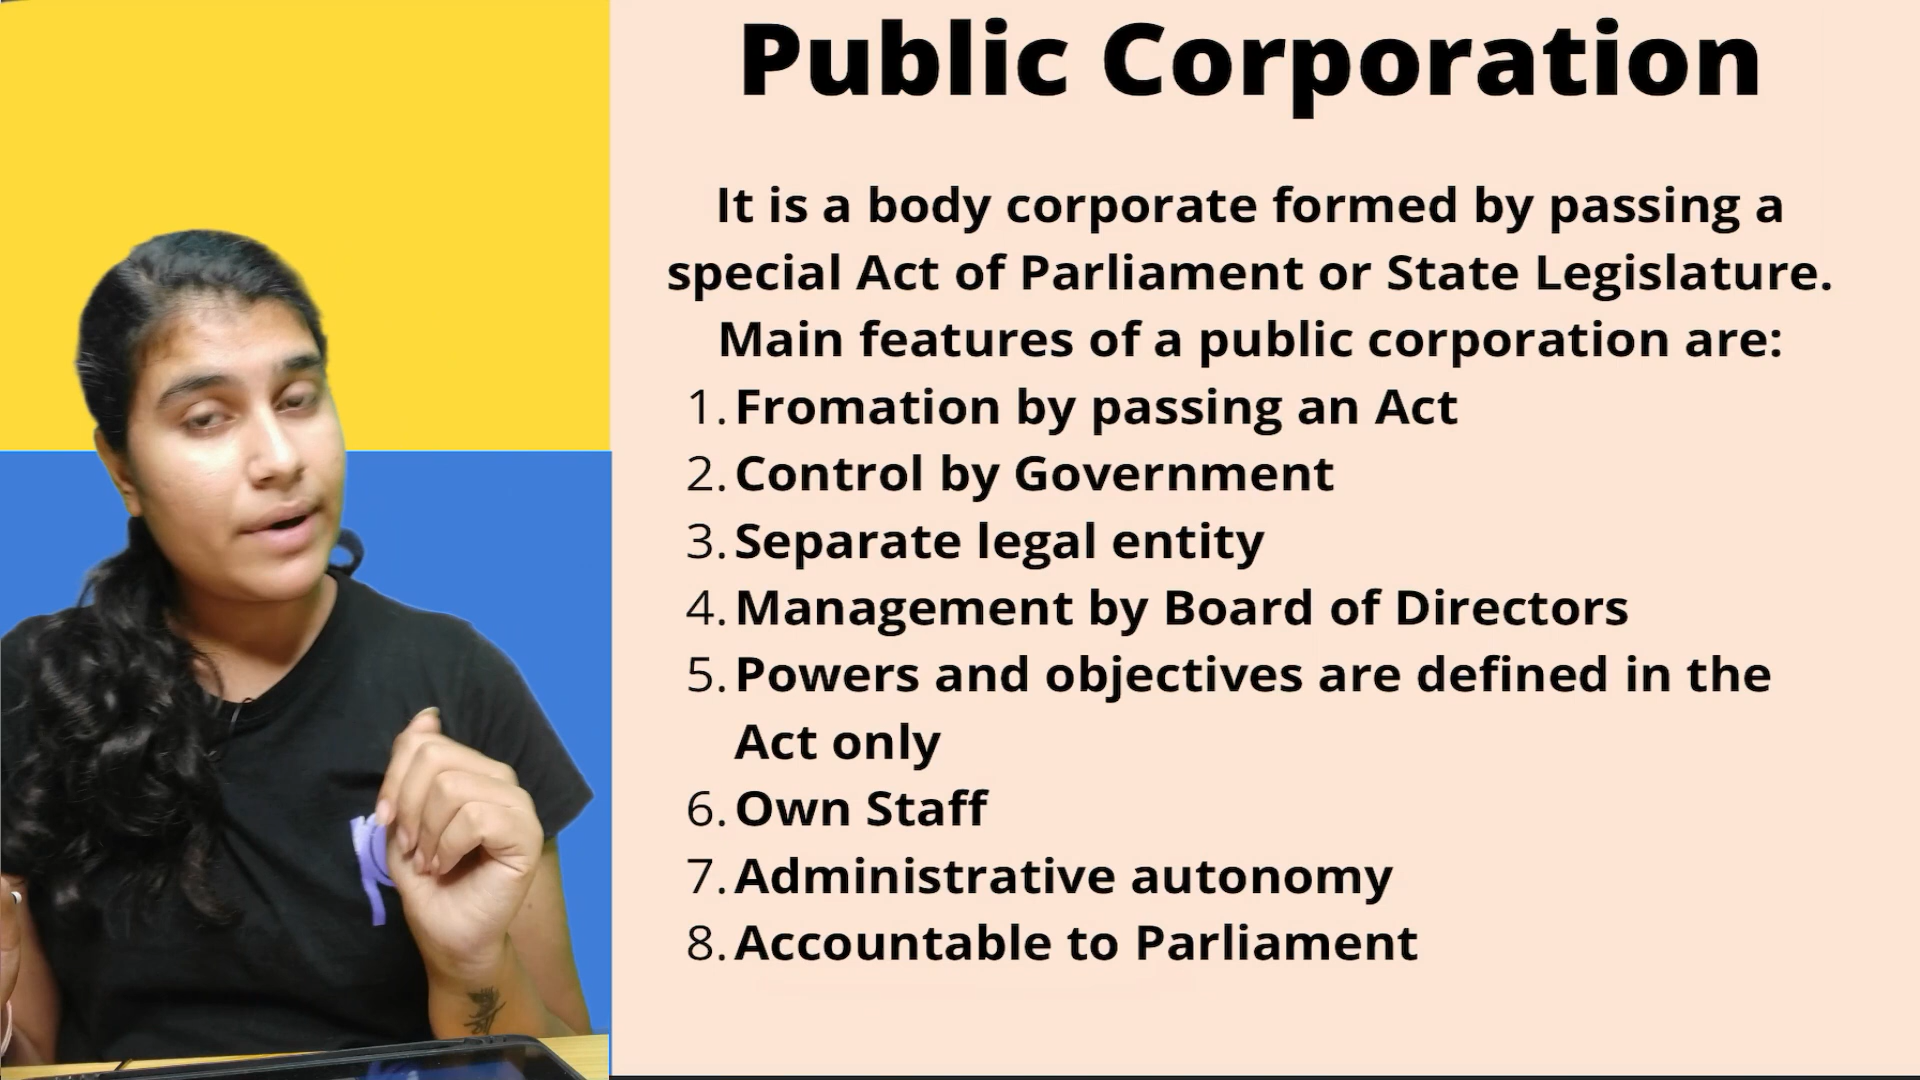 Public Corporation
It is a body corporate formed by passing a
special Act of Parliament or State Legislature.
Main features of a public corporation are:
1. Fromation by passing an Act
2. Control by Government
3. Separate legal entity
4. Management by Board of Directors
5. Powers and objectives are defined in the
Act only
6. Own Staff
7. Administrative autonomy
8. Accountable to Parliament